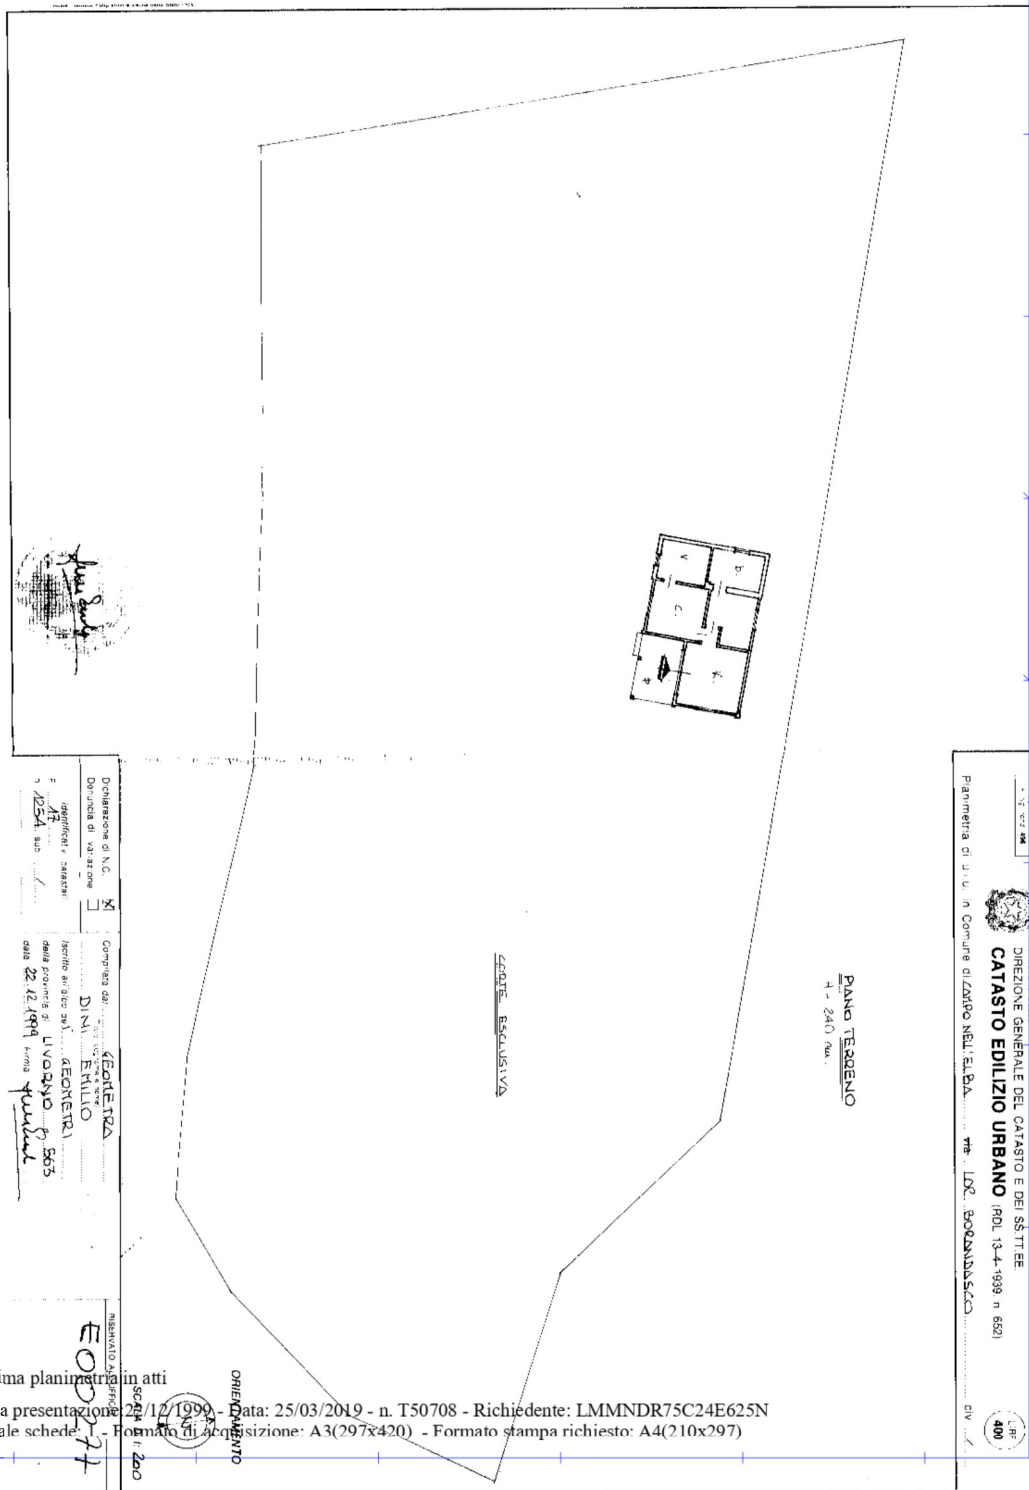 DIREZIONE GENERALE DEL CATASTO E DEI SS.TT.EE.
CATASTO EDILIZIO URBANO (RDL 13-4-1939, n. 652)
400
Planimetria di u.i.u. in Comune di CAMPO NELL'ELBA via LOC. BORANDASCO civ. /
PIANO TERRENO
H = 240 cm.
CORTE ESCLUSIVA
V
b
C
K
P
ORIENTAMENTO
SCALA DI 1: 200
Dichiarazione di N.C. X
Denuncia di variazione
Identificativi catastali
F. 17
n. 1254 sub /
Compilata dal GEOMETRA
DINI EMILIO
Iscritto all'albo dei GEOMETRI
della provincia di LIVORNO n. 563
data 22.12.1999 Firma
RISERVATO ALL'UFFICIO
E00277
ima planimetria in atti
a presentazione: 22/12/1999 - Data: 25/03/2019 - n. T50708 - Richiedente: LMMNDR75C24E625N
ale schede: 1 - Formato di acquisizione: A3(297x420) - Formato stampa richiesto: A4(210x297)